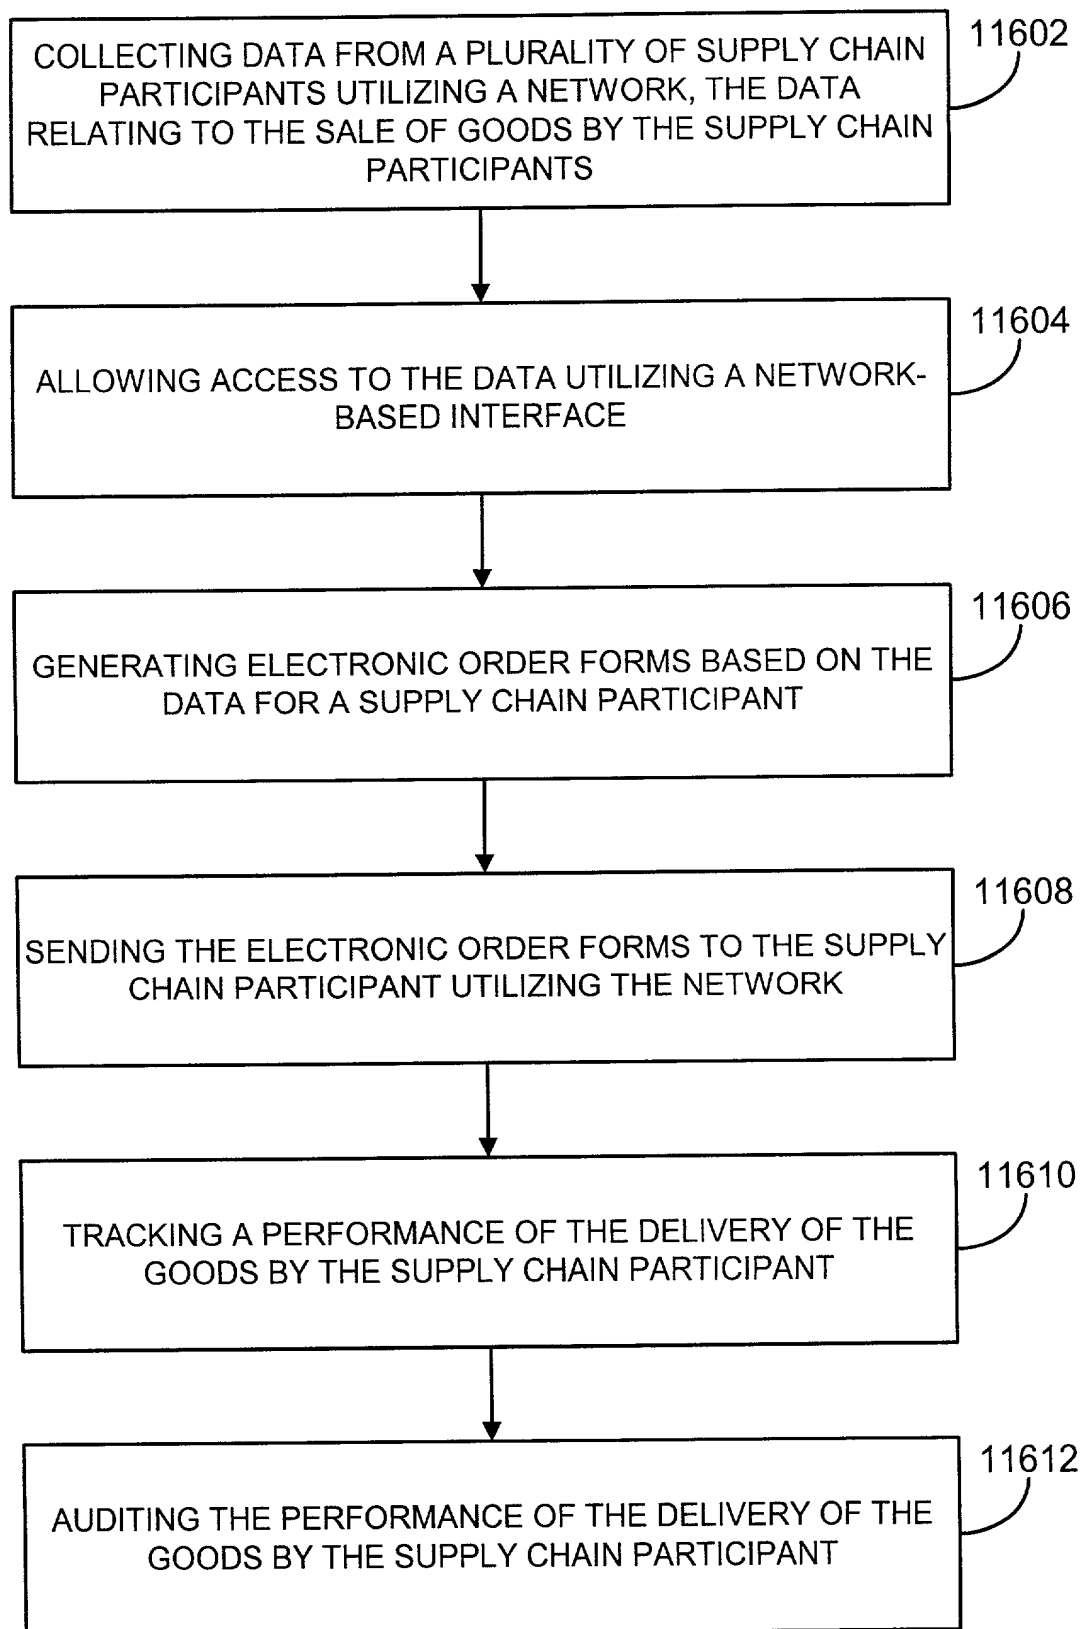 11602
COLLECTING DATA FROM A PLURALITY OF SUPPLY CHAIN
PARTICIPANTS UTILIZING A NETWORK, THE DATA
RELATING TO THE SALE OF GOODS BY THE SUPPLY CHAIN
PARTICIPANTS
11604
ALLOWING ACCESS TO THE DATA UTILIZING A NETWORK-
BASED INTERFACE
11606
GENERATING ELECTRONIC ORDER FORMS BASED ON THE
DATA FOR A SUPPLY CHAIN PARTICIPANT
11608
SENDING THE ELECTRONIC ORDER FORMS TO THE SUPPLY
CHAIN PARTICIPANT UTILIZING THE NETWORK
11610
TRACKING A PERFORMANCE OF THE DELIVERY OF THE
GOODS BY THE SUPPLY CHAIN PARTICIPANT
11612
AUDITING THE PERFORMANCE OF THE DELIVERY OF THE
GOODS BY THE SUPPLY CHAIN PARTICIPANT